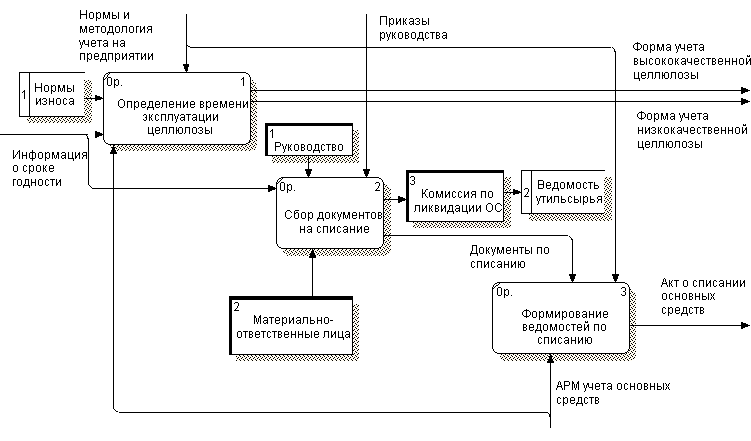 Нормы и
методология
учета на
предприятии
Приказы
руководства
Форма учета
высококачественной
целлюлозы
1
Нормы
износа
0р.
1
Определение времени
эксплуатации
целлюлозы
Форма учета
низкокачественной
целлюлозы
Информация
о сроке
годности
1
Руководство
0р.
2
Сбор документов
на списание
3
Комиссия по
ликвидации ОС
2
Ведомость
утильсырья
Документы по
списанию
2
Материально-
ответственные лица
0р.
3
Формирование
ведомостей по
списанию
Акт о списании
основных
средств
АРМ учета основных
средств